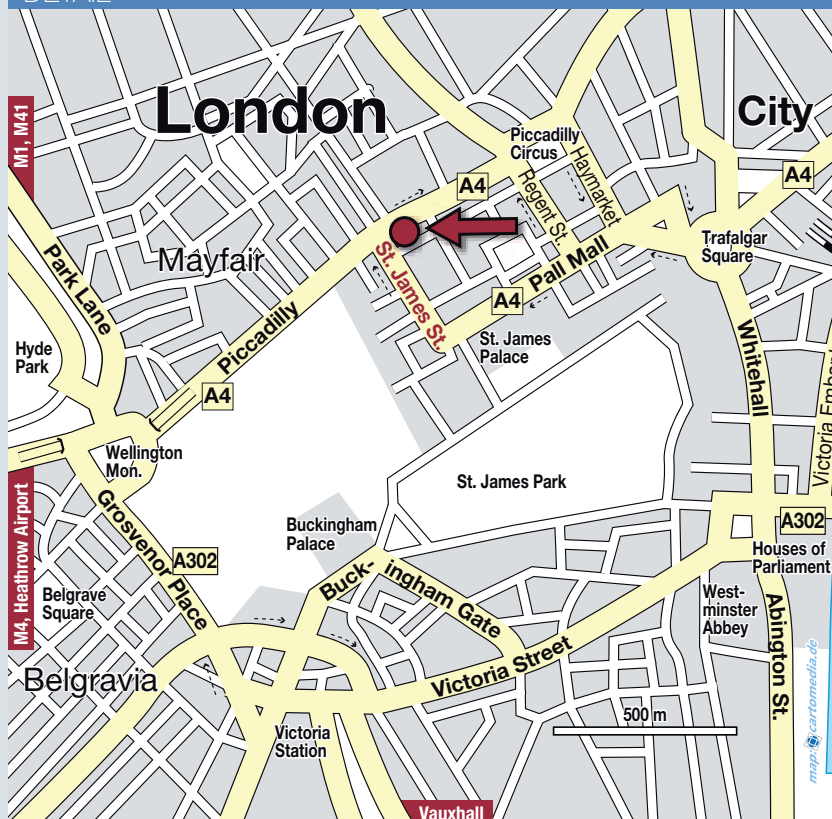 DETAIL
London
City
M1, M41
Piccadilly
Circus
Haymarket
Regent St.
A4
A4
Park Lane
Mayfair
Trafalgar
Square
Pall Mall
A4
St. James St.
St. James
Palace
Piccadilly
Hyde
Park
A4
Whitehall
Wellington
Mon.
St. James Park
M4, Heathrow Airport
Grosvenor Place
Buckingham
Palace
A302
A302
Houses of
Parliament
Belgrave
Square
Buck-
ingham Gate
West-
minster
Abbey
Victoria Street
Abington St.
Belgravia
500 m
Victoria
Station
map: cartomedia.de
Vauxhall
Victoria